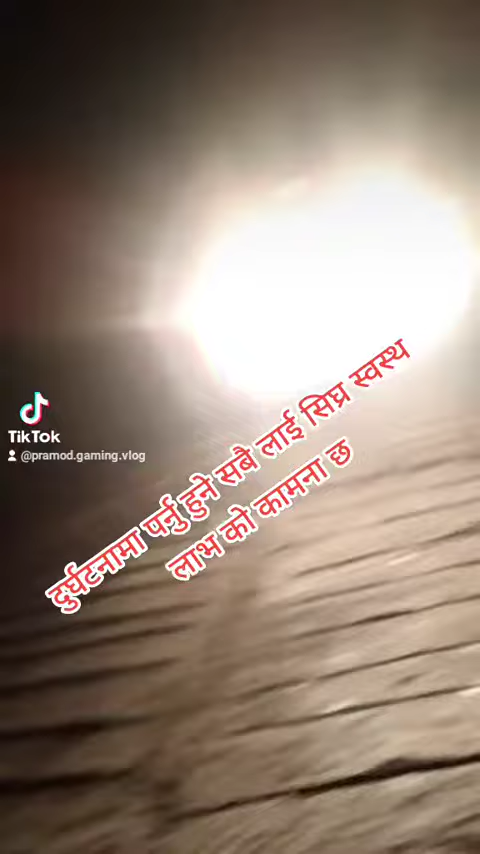 TikTok
@pramod.gaming.vlog
दुर्घटनामा पर्नु हुने सबै लाई सिघ्र स्वस्थ
लाभ को कामना छ